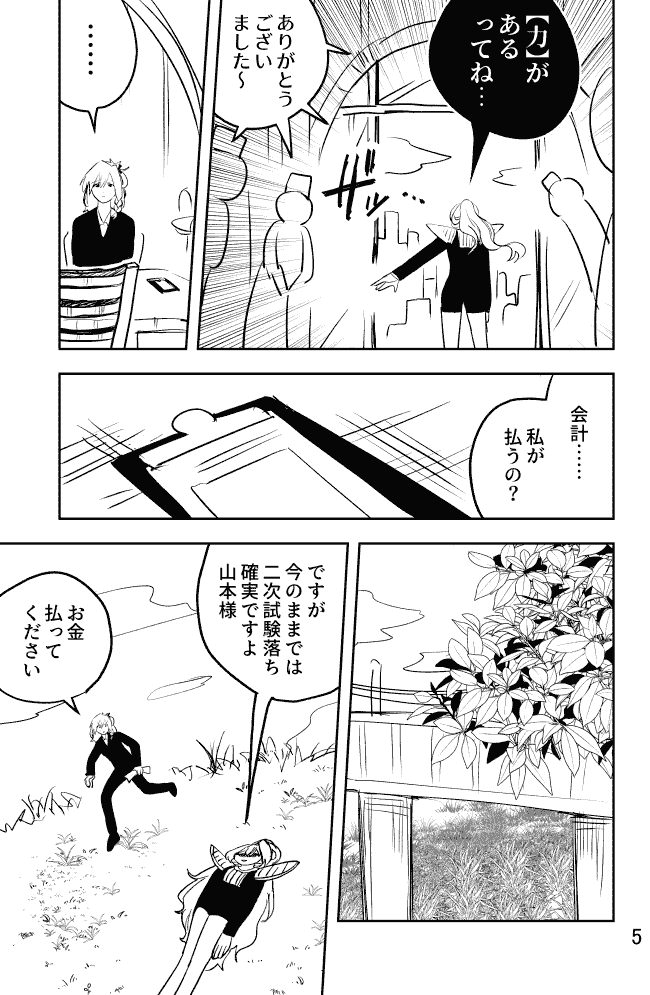 【力】が
ある
ってね…
ありがとう
ござい
ました〜
ザッ…
……
会計……
私が
払うの?
ですが
今のままでは
二次試験落ち
確実ですよ
山本様
お金
払って
ください
5